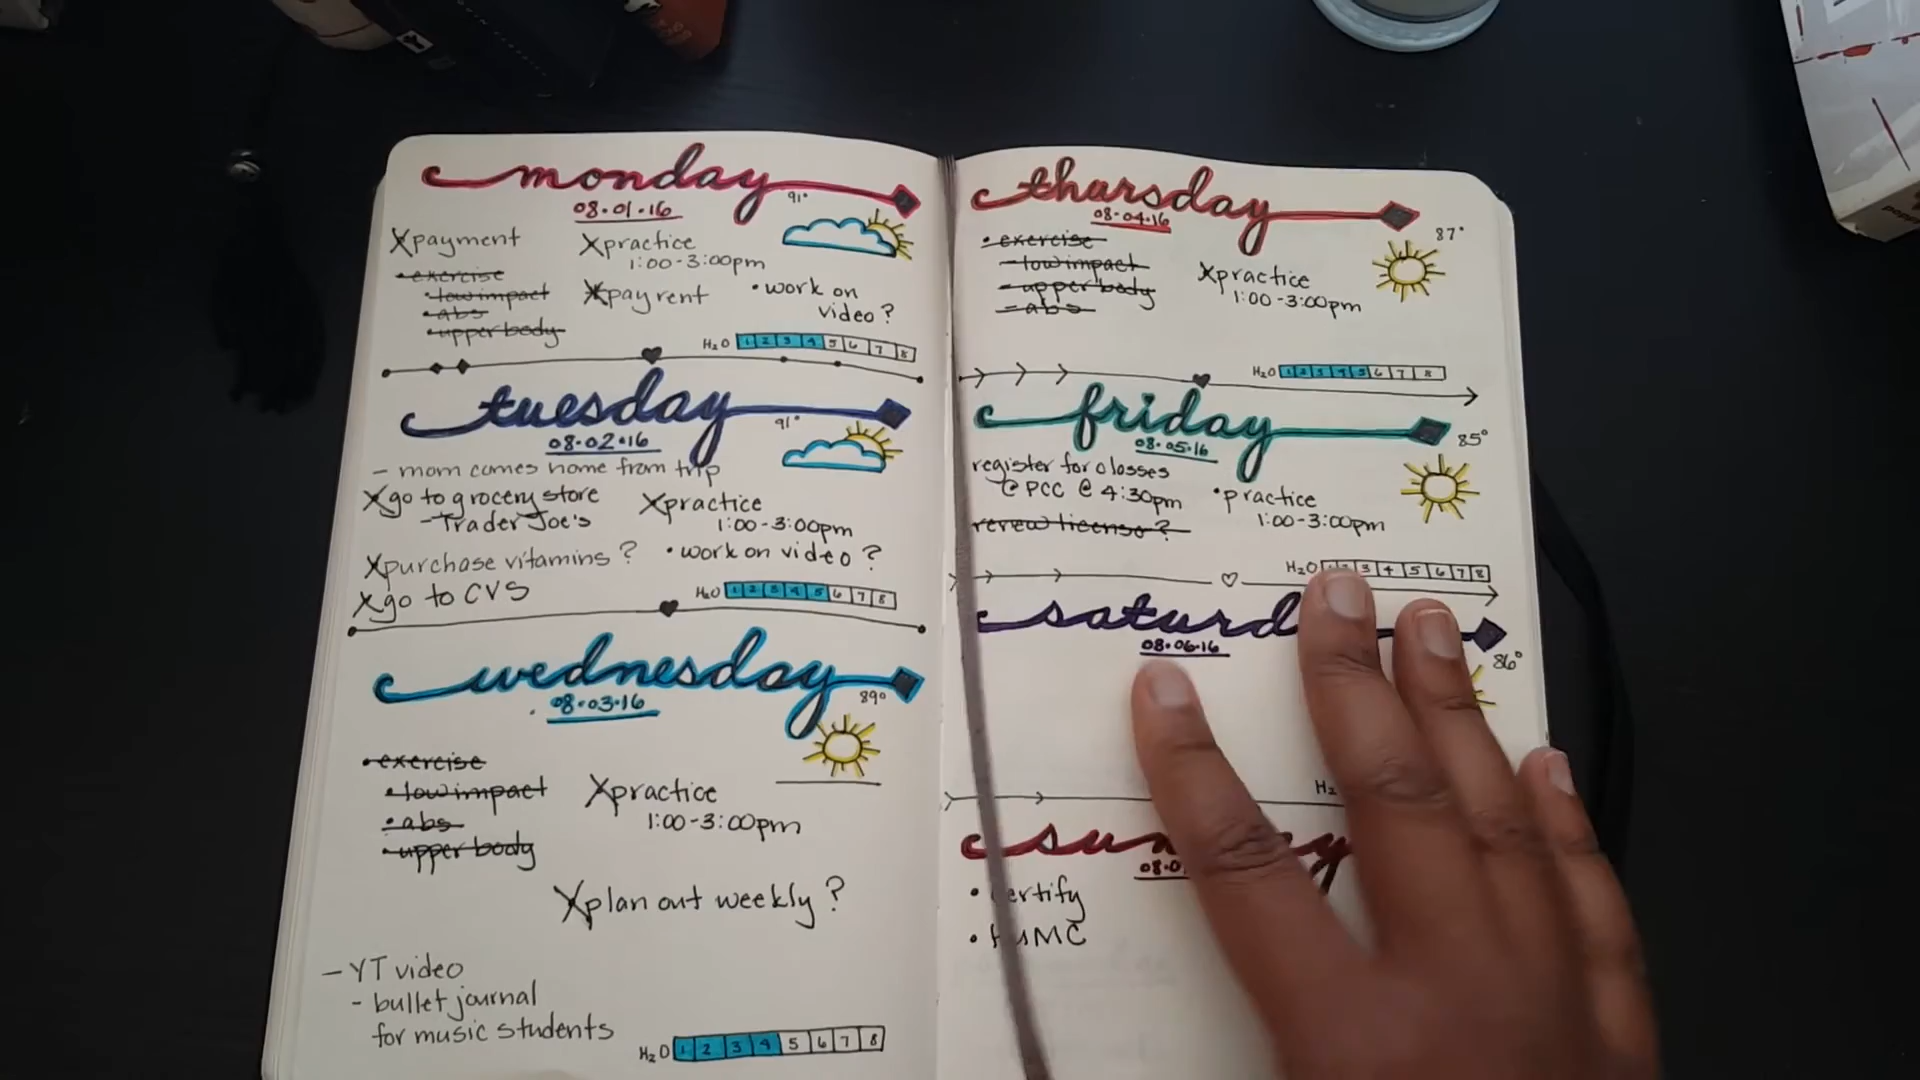 monday
08.01.16
91°
Xpayment
Xpractice
1:00-3:00pm
• exercise
• low impact
• abs
• upper body
Xpay rent
• work on
video?
H₂O 1 2 3 4 5 6 7 8
tuesday
08.02.16
91°
- mom comes home from trip
Xgo to grocery store
- Trader Joe's
Xpractice
1:00-3:00pm
Xpurchase vitamins?
• work on video?
Xgo to CVS
H₂O 1 2 3 4 5 6 7 8
wednesday
08.03.16
89°
• exercise
• low impact
• abs
• upper body
Xpractice
1:00-3:00pm
Xplan out weekly?
- YT video
- bullet journal
for music students
H₂O 1 2 3 4 5 6 7 8
thursday
08.04.16
87°
• exercise
- low impact
- upper body
- abs
Xpractice
1:00-3:00pm
H₂O 1 2 3 4 5 6 7 8
friday
08.05.16
85°
register for classes
@ PCC @ 4:30pm
• practice
1:00-3:00pm
renew license?
H₂O 3 4 5 6 7 8
saturd
08.06.16
86°
H₂
08.0
•
•